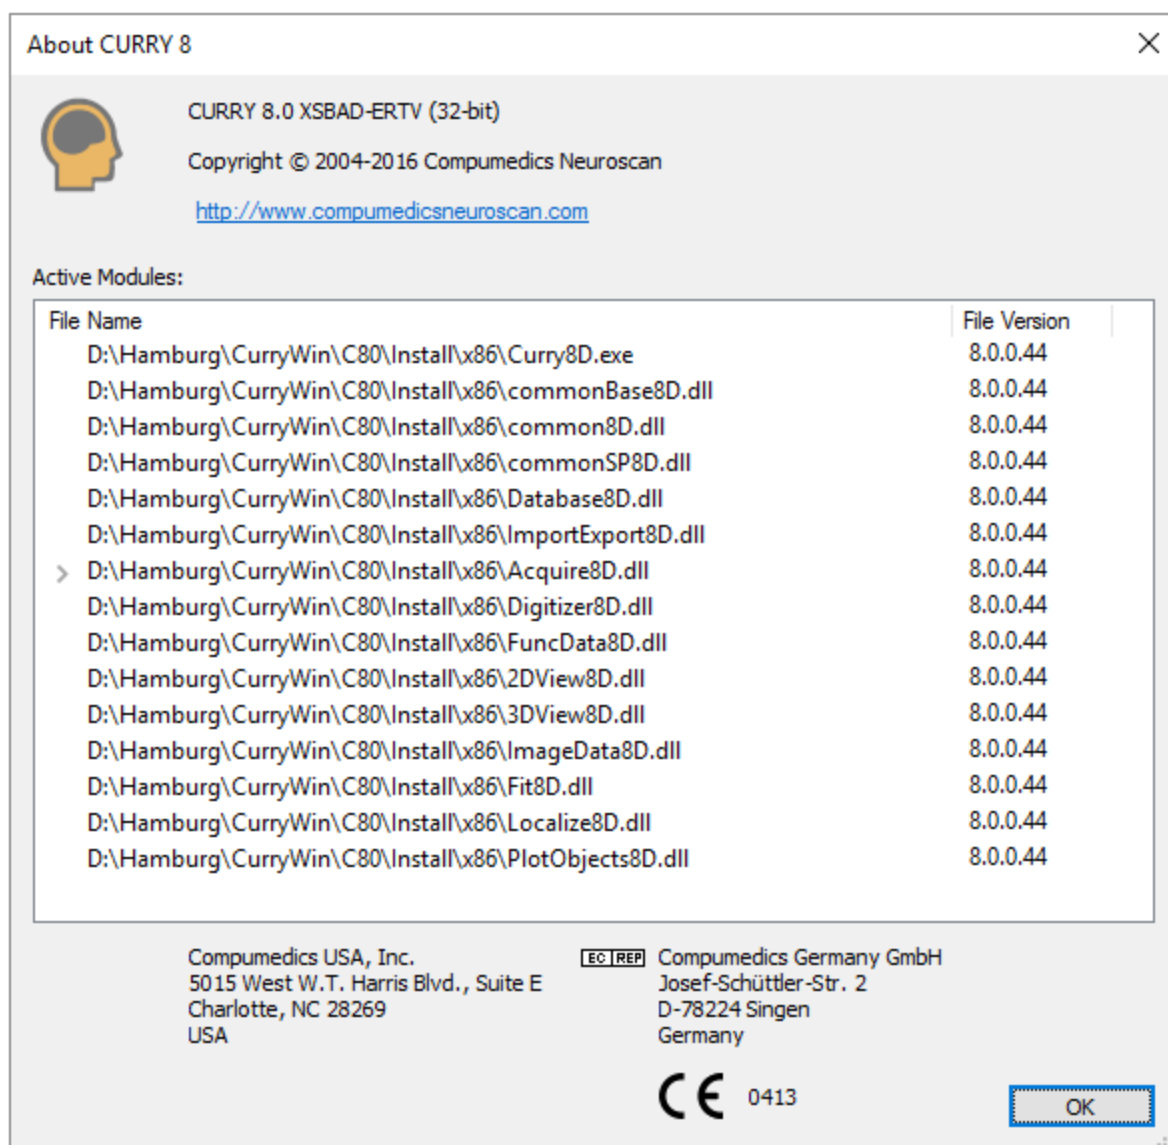 About CURRY 8
CURRY 8.0 XSBAD-ERTV (32-bit)
Copyright © 2004-2016 Compumedics Neuroscan
http://www.compumedicsneuroscan.com
Active Modules:
File Name File Version
D:\Hamburg\CurryWin\C80\Install\x86\Curry8D.exe 8.0.0.44
D:\Hamburg\CurryWin\C80\Install\x86\commonBase8D.dll 8.0.0.44
D:\Hamburg\CurryWin\C80\Install\x86\common8D.dll 8.0.0.44
D:\Hamburg\CurryWin\C80\Install\x86\commonSP8D.dll 8.0.0.44
D:\Hamburg\CurryWin\C80\Install\x86\Database8D.dll 8.0.0.44
D:\Hamburg\CurryWin\C80\Install\x86\ImportExport8D.dll 8.0.0.44
D:\Hamburg\CurryWin\C80\Install\x86\Acquire8D.dll 8.0.0.44
D:\Hamburg\CurryWin\C80\Install\x86\Digitizer8D.dll 8.0.0.44
D:\Hamburg\CurryWin\C80\Install\x86\FuncData8D.dll 8.0.0.44
D:\Hamburg\CurryWin\C80\Install\x86\2DView8D.dll 8.0.0.44
D:\Hamburg\CurryWin\C80\Install\x86\3DView8D.dll 8.0.0.44
D:\Hamburg\CurryWin\C80\Install\x86\ImageData8D.dll 8.0.0.44
D:\Hamburg\CurryWin\C80\Install\x86\Fit8D.dll 8.0.0.44
D:\Hamburg\CurryWin\C80\Install\x86\Localize8D.dll 8.0.0.44
D:\Hamburg\CurryWin\C80\Install\x86\PlotObjects8D.dll 8.0.0.44
Compumedics USA, Inc.
5015 West W.T. Harris Blvd., Suite E
Charlotte, NC 28269
USA
EC REP Compumedics Germany GmbH
Josef-Schüttler-Str. 2
D-78224 Singen
Germany
CE 0413
OK